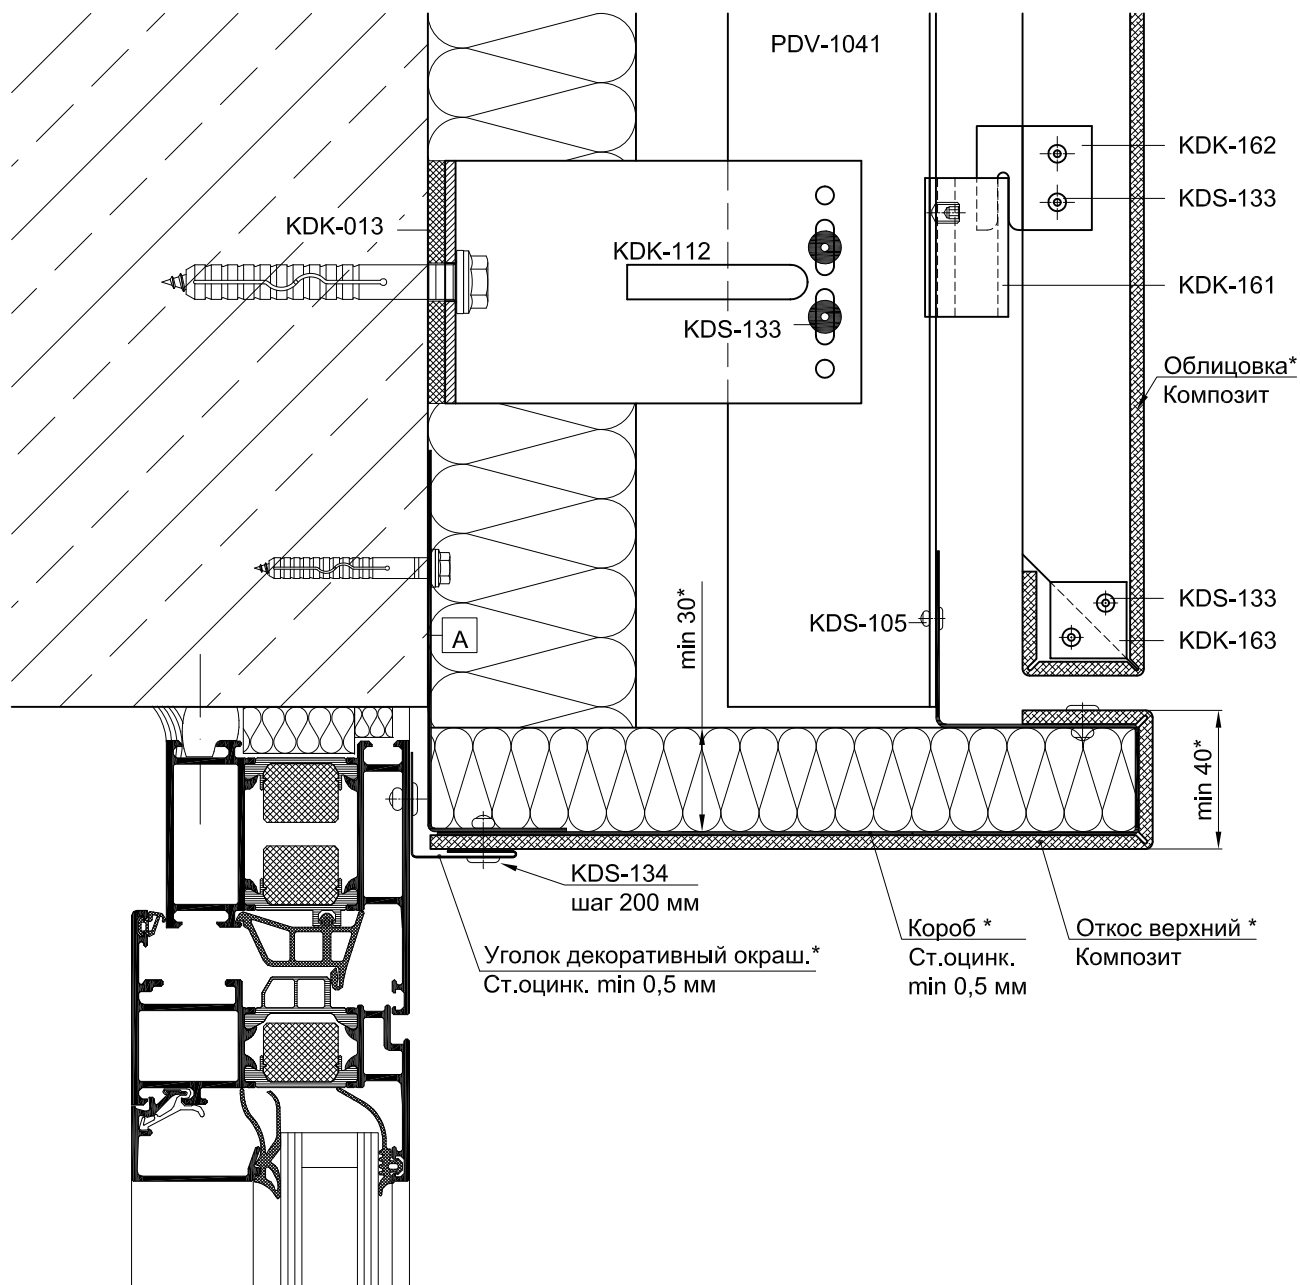 PDV-1041
KDK-162
KDS-133
KDK-013
KDK-112
KDK-161
KDS-133
Облицовка*
Композит
KDS-133
KDS-105
min 30*
A
KDK-163
min 40*
KDS-134
шаг 200 мм
Уголок декоративный окраш.*
Ст.оцинк. min 0,5 мм
Короб *
Ст.оцинк.
min 0,5 мм
Откос верхний *
Композит